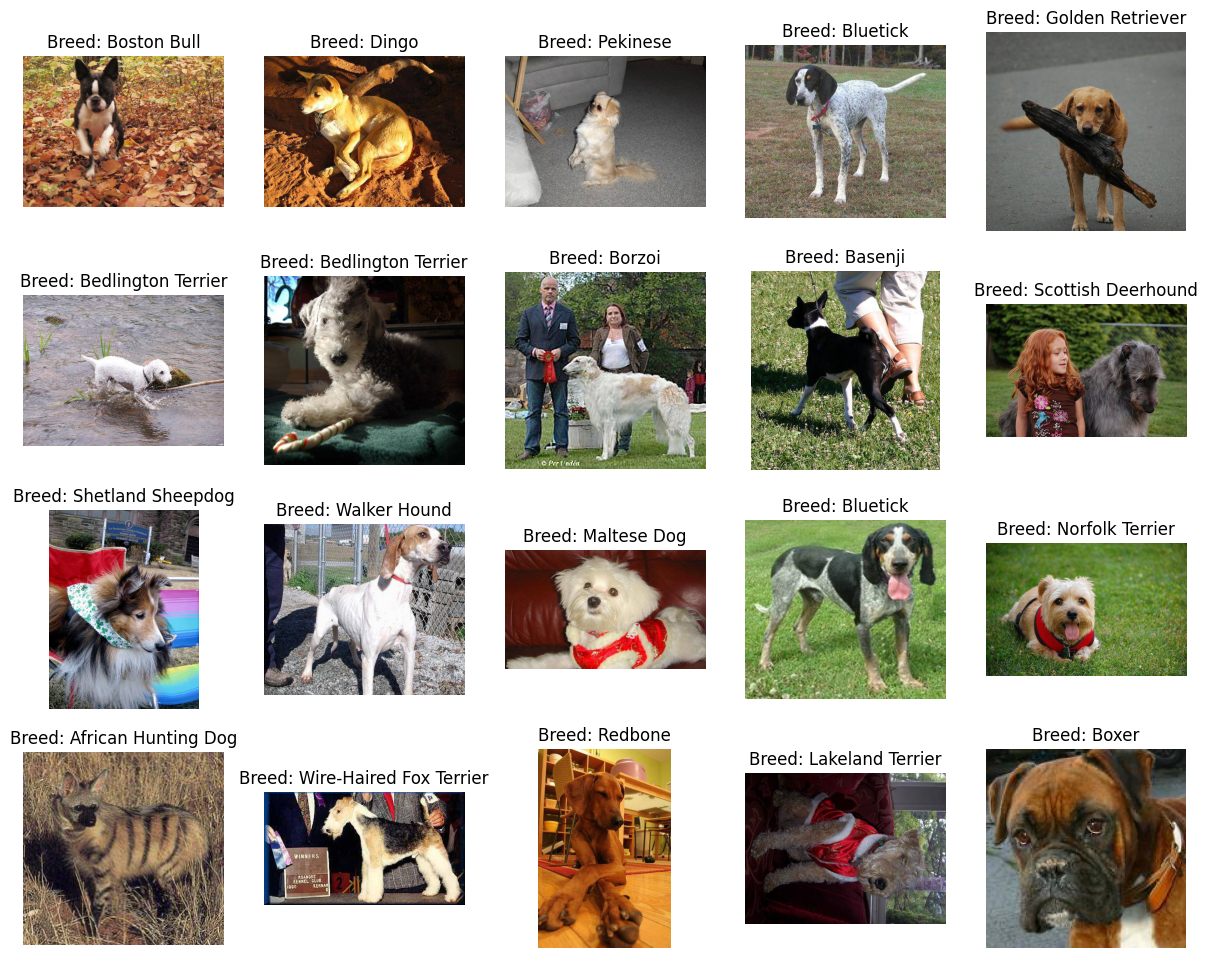 Breed: Boston Bull
Breed: Dingo
Breed: Pekinese
Breed: Bluetick
Breed: Golden Retriever
Breed: Bedlington Terrier
Breed: Bedlington Terrier
Breed: Borzoi
Breed: Basenji
Breed: Scottish Deerhound
© Per Undén
Breed: Shetland Sheepdog
Breed: Walker Hound
Breed: Maltese Dog
Breed: Bluetick
Breed: Norfolk Terrier
Breed: African Hunting Dog
Breed: Wire-Haired Fox Terrier
Breed: Redbone
Breed: Lakeland Terrier
Breed: Boxer
WINNERS
ROANOKE
KENNEL CLUB